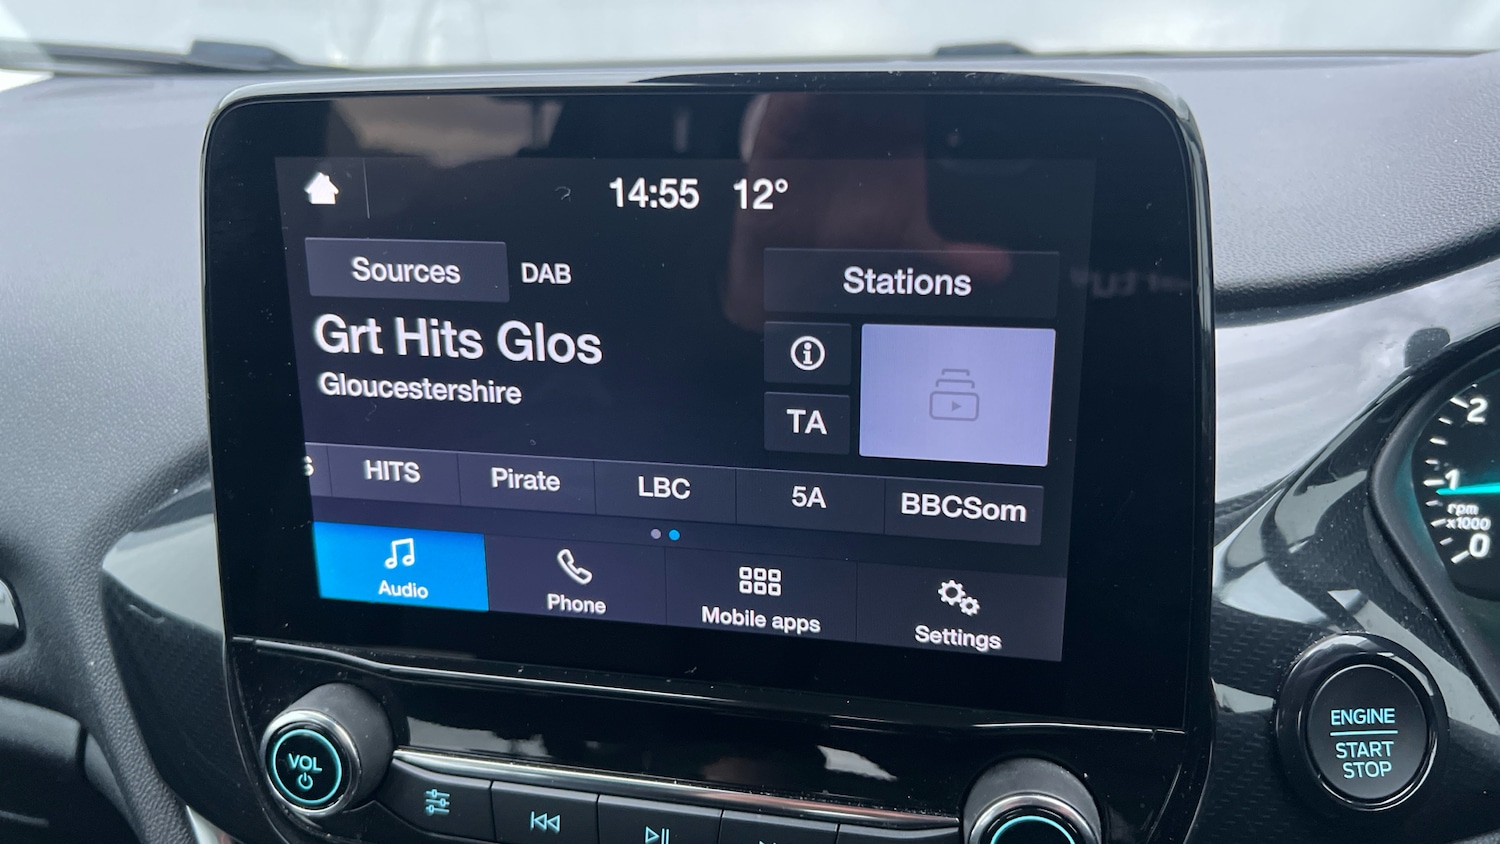 14:55 12°
Sources DAB
Stations
Grt Hits Glos
Gloucestershire
TA
HITS Pirate LBC 5A BBCSom
Audio Phone Mobile apps Settings
VOL
ENGINE
START
STOP
2
1
rpm
x1000
0